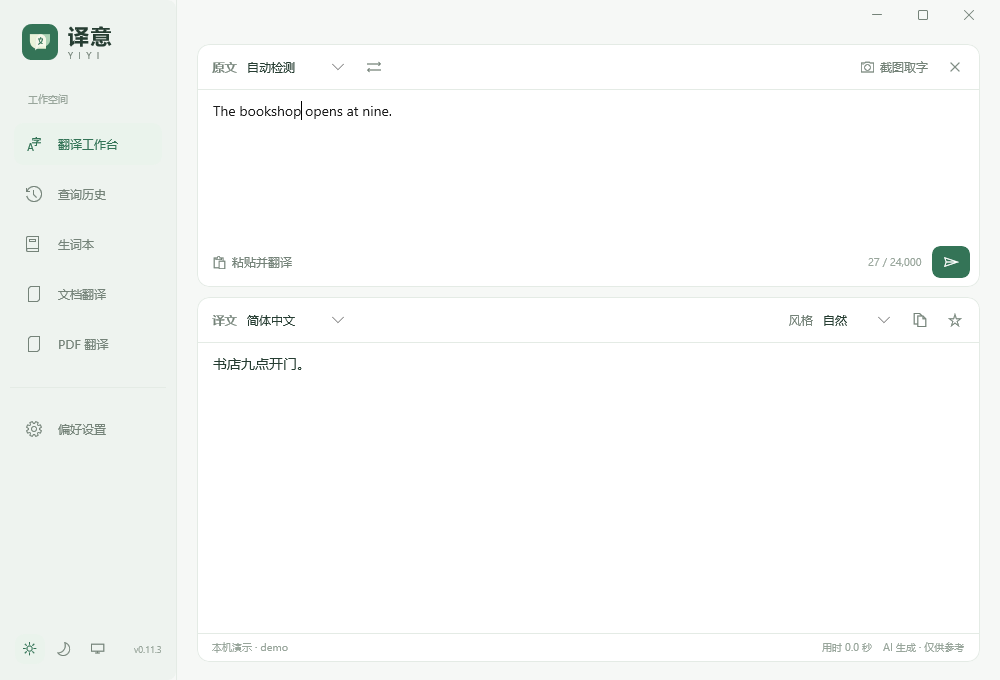 译意
YIYI
工作空间
翻译工作台
查询历史
生词本
文档翻译
PDF 翻译
偏好设置
v0.11.3
原文 自动检测
截图取字
The bookshop opens at nine.
粘贴并翻译
27 / 24,000
译文 简体中文
风格 自然
书店九点开门。
本机演示 · demo
用时 0.0 秒 AI 生成 · 仅供参考